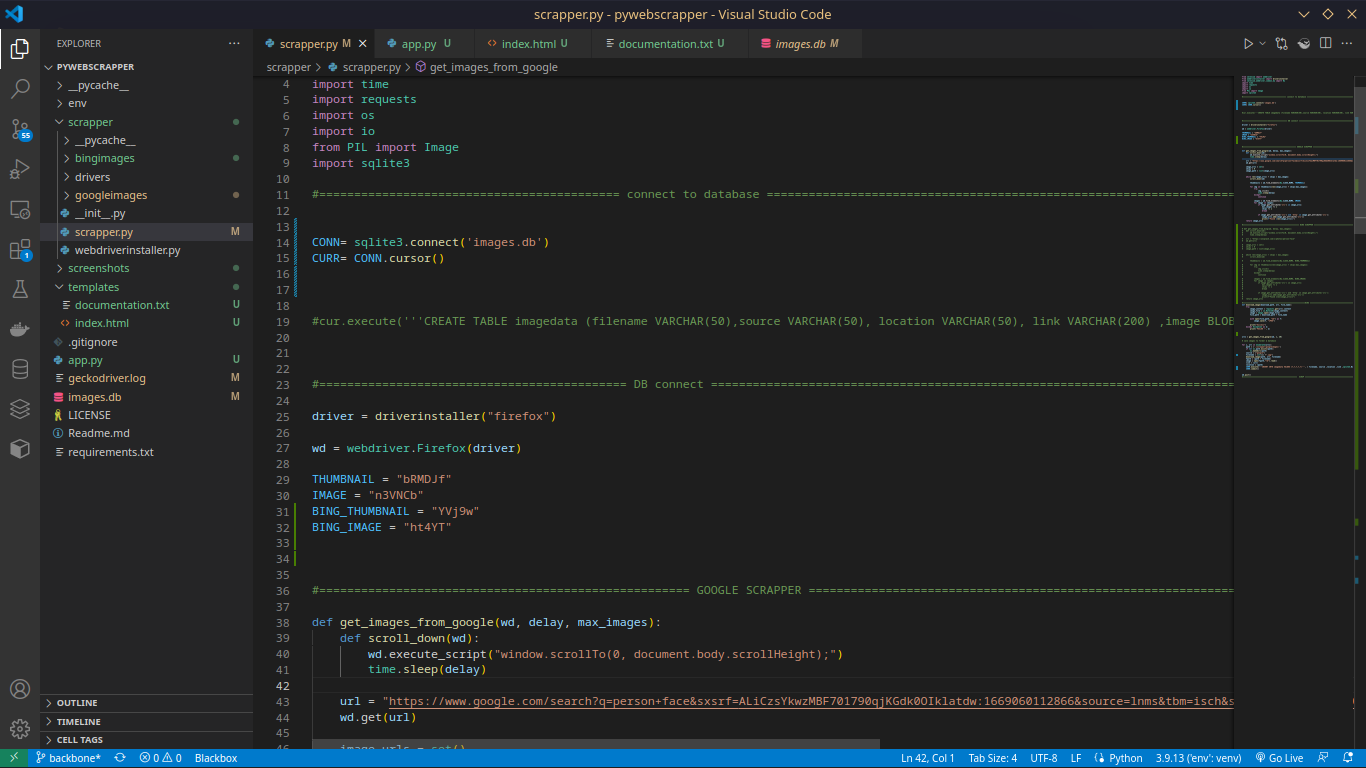 scrapper.py - pywebscrapper - Visual Studio Code
EXPLORER
scrapper.py M
app.py U
index.html U
documentation.txt U
images.db M
PYWEBSCRAPPER
scrapper > scrapper.py > get_images_from_google
__pycache__
env
scrapper
__pycache__
bingimages
drivers
googleimages
__init__.py
scrapper.py M
webdriverinstaller.py
screenshots
templates
documentation.txt U
index.html U
.gitignore
app.py U
geckodriver.log M
images.db M
LICENSE
Readme.md
requirements.txt
OUTLINE
TIMELINE
CELL TAGS
55
1
4 import time
5 import requests
6 import os
7 import io
8 from PIL import Image
9 import sqlite3
10
11 #============================================ connect to database ====================================================================
12
13
14 CONN= sqlite3.connect('images.db')
15 CURR= CONN.cursor()
16
17
18
19 #cur.execute('''CREATE TABLE imagedata (filename VARCHAR(50),source VARCHAR(50), location VARCHAR(50), link VARCHAR(200) ,image BLOB
20
21
22
23 #============================================ DB connect ===========================================================================
24
25 driver = driverinstaller("firefox")
26
27 wd = webdriver.Firefox(driver)
28
29 THUMBNAIL = "bRMDJf"
30 IMAGE = "n3VNCb"
31 BING_THUMBNAIL = "YVj9w"
32 BING_IMAGE = "ht4YT"
33
34
35
36 #===================================================== GOOGLE SCRAPPER =============================================================
37
38 def get_images_from_google(wd, delay, max_images):
39 def scroll_down(wd):
40 wd.execute_script("window.scrollTo(0, document.body.scrollHeight);")
41 time.sleep(delay)
42
43 url = "https://www.google.com/search?q=person+face&sxsrf=ALiCzsYkwzMBF701790qjKGdk0OIklatdw:1669060112866&source=lnms&tbm=isch&s
44 wd.get(url)
45
46 image_urls = set()
backbone* 0 0 Blackbox Ln 42, Col 1 Tab Size: 4 UTF-8 LF Python 3.9.13 ('env': venv) Go Live